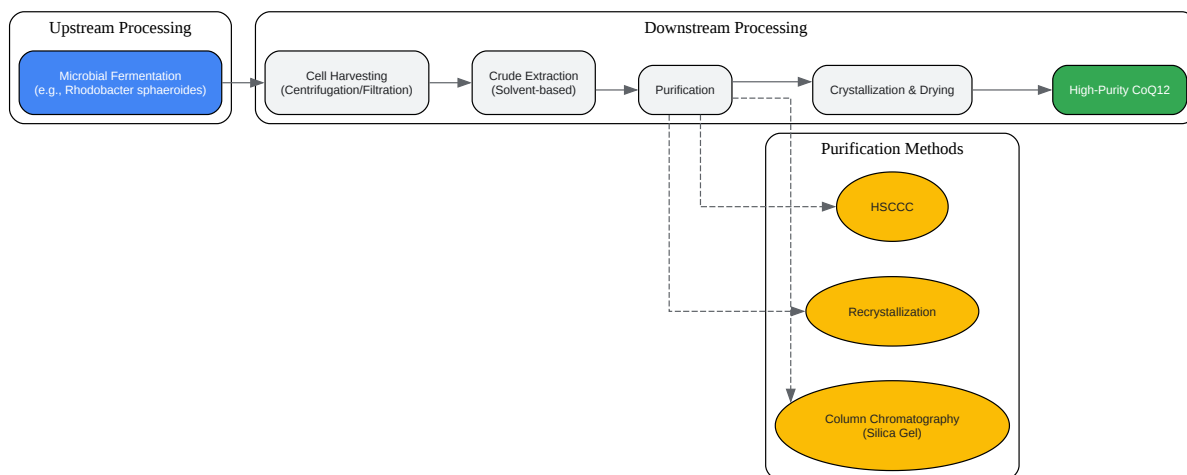 Upstream Processing
Downstream Processing
Microbial Fermentation
(e.g., Rhodobacter sphaeroides)
Cell Harvesting
(Centrifugation/Filtration)
Crude Extraction
(Solvent-based)
Purification
Crystallization & Drying
High-Purity CoQ12
Purification Methods
HSCCC
Recrystallization
Column Chromatography
(Silica Gel)